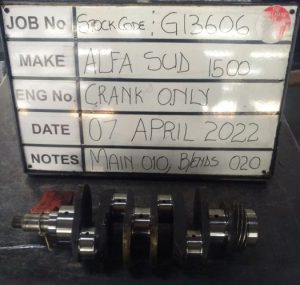 JOB No STOCK CODE: G13606
MAKE ALFA SUD 1500
ENG No. CRANK ONLY
DATE 07 APRIL 2022
NOTES MAIN 010, BENDS 020